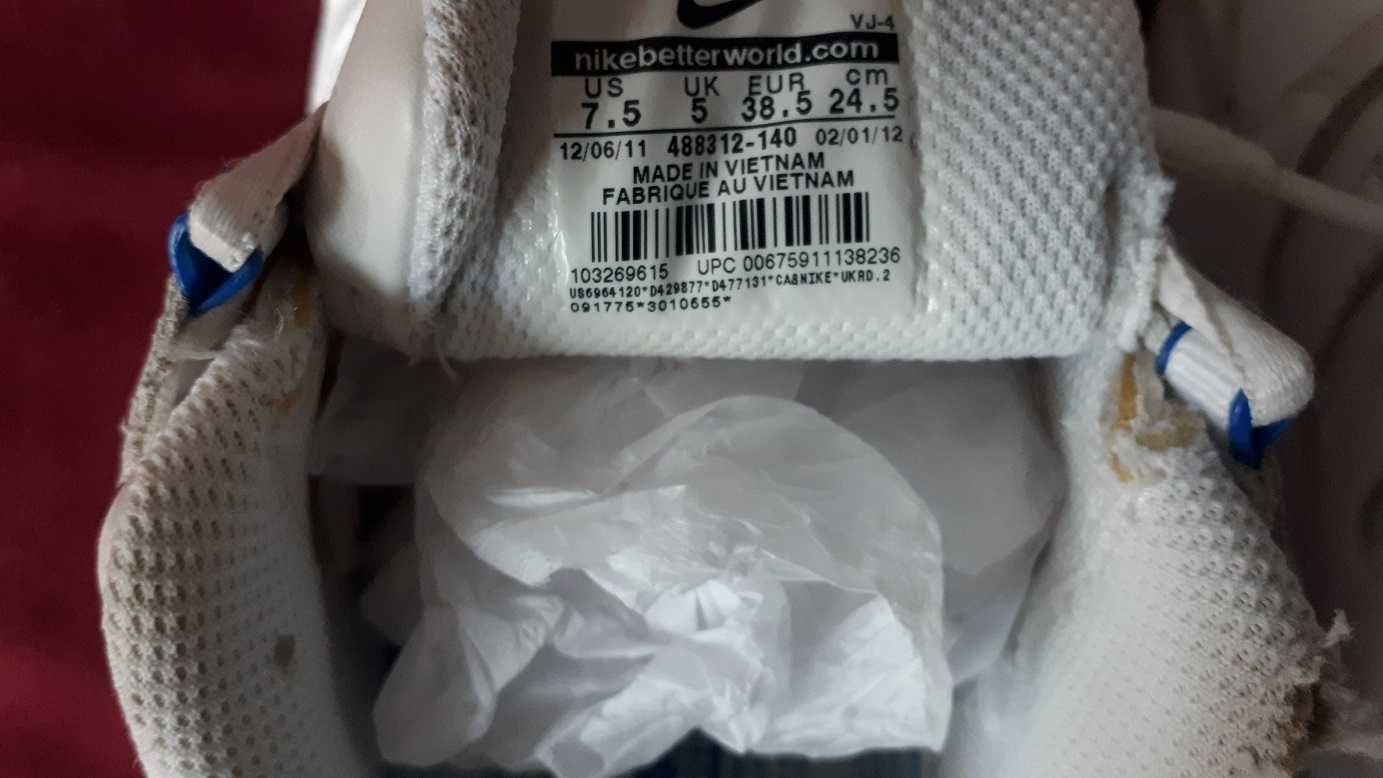 VJ-4
nikebetterworld.com
US UK EUR cm
7.5 5 38.5 24.5
12/06/11 488312-140 02/01/12
MADE IN VIETNAM
FABRIQUE AU VIETNAM
103269615 UPC 00675911138236
US6964120*D429877*D477131*CA&NIKE*UKRD.2
091775*3010655*